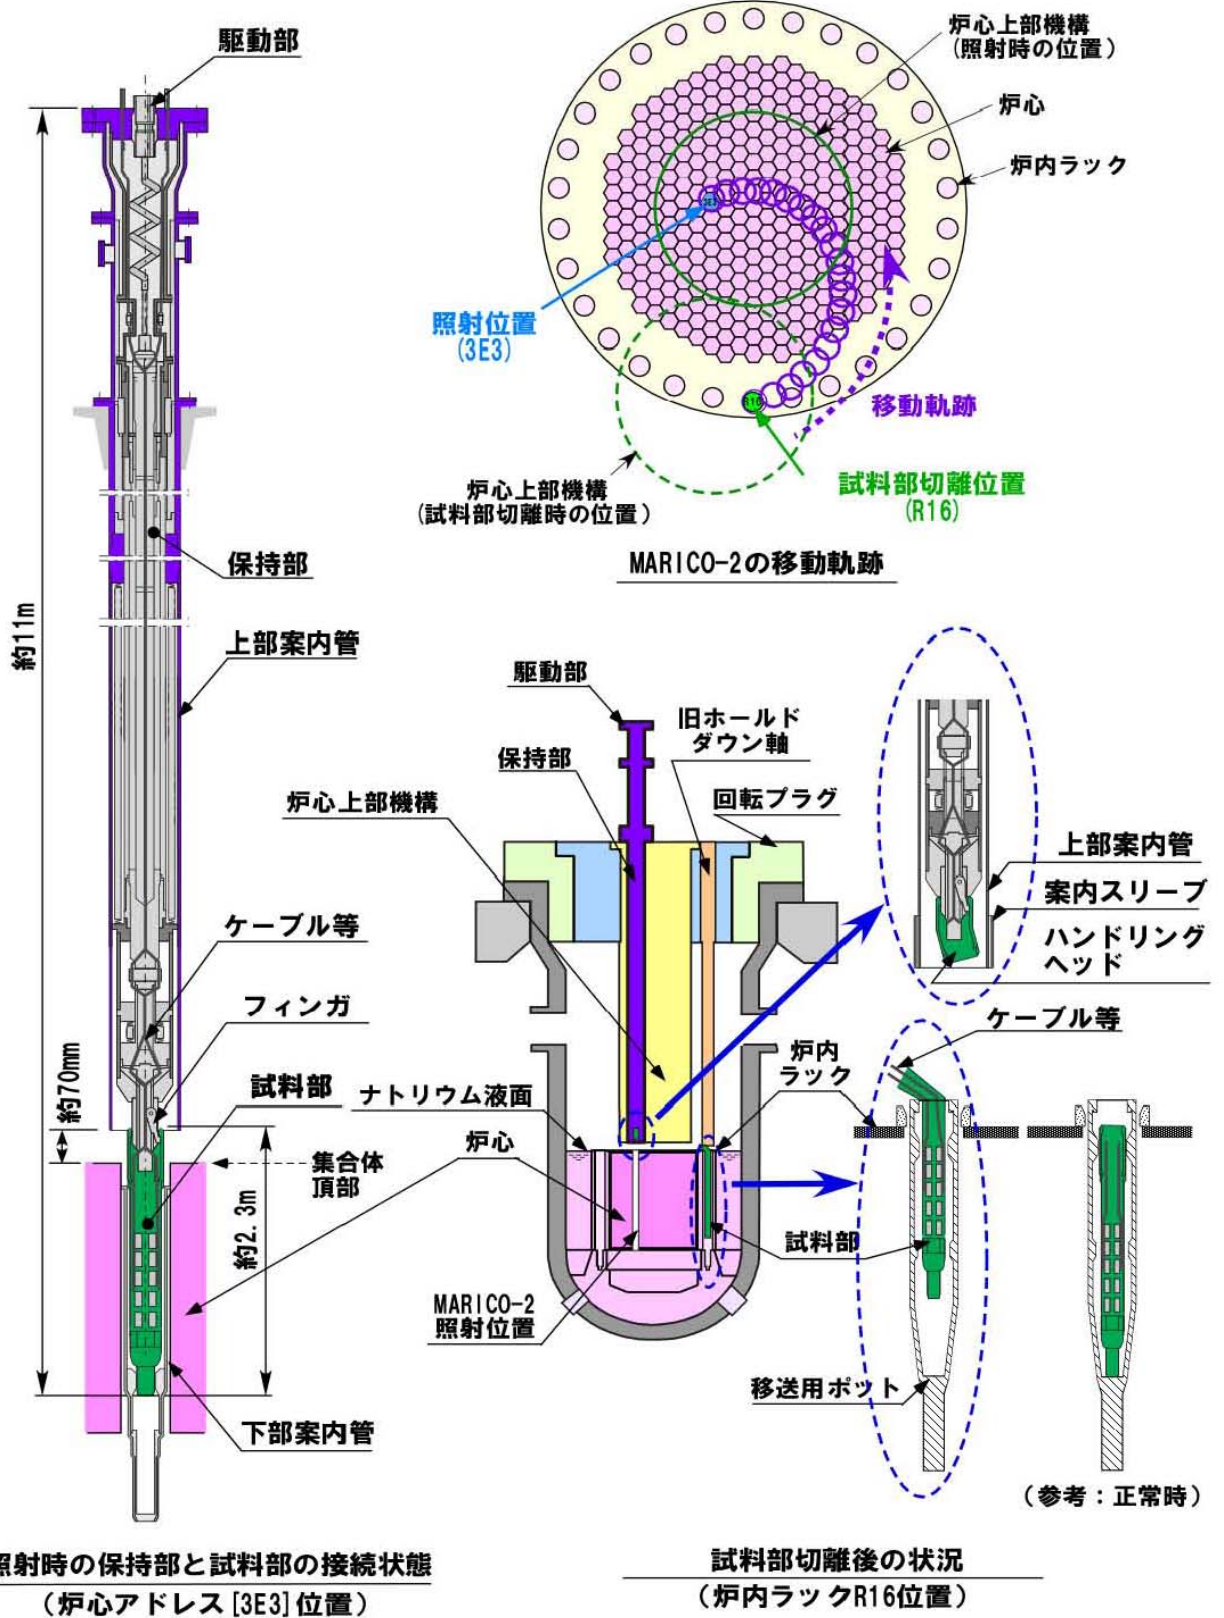 駆動部
約11m
保持部
上部案内管
ケーブル等
フィンガ
約70mm
試料部
集合体
頂部
約2.3m
下部案内管
照射時の保持部と試料部の接続状態
(炉心アドレス[3E3]位置)
炉心上部機構
(照射時の位置)
炉心
炉内ラック
3E3
照射位置
(3E3)
移動軌跡
R16
試料部切離位置
(R16)
炉心上部機構
(試料部切離時の位置)
MARICO-2の移動軌跡
駆動部
旧ホールド
ダウン軸
保持部
回転プラグ
炉心上部機構
炉内
ラック
ナトリウム液面
炉心
試料部
MARICO-2
照射位置
上部案内管
案内スリーブ
ハンドリング
ヘッド
ケーブル等
移送用ポット
(参考:正常時)
試料部切離後の状況
(炉内ラックR16位置)